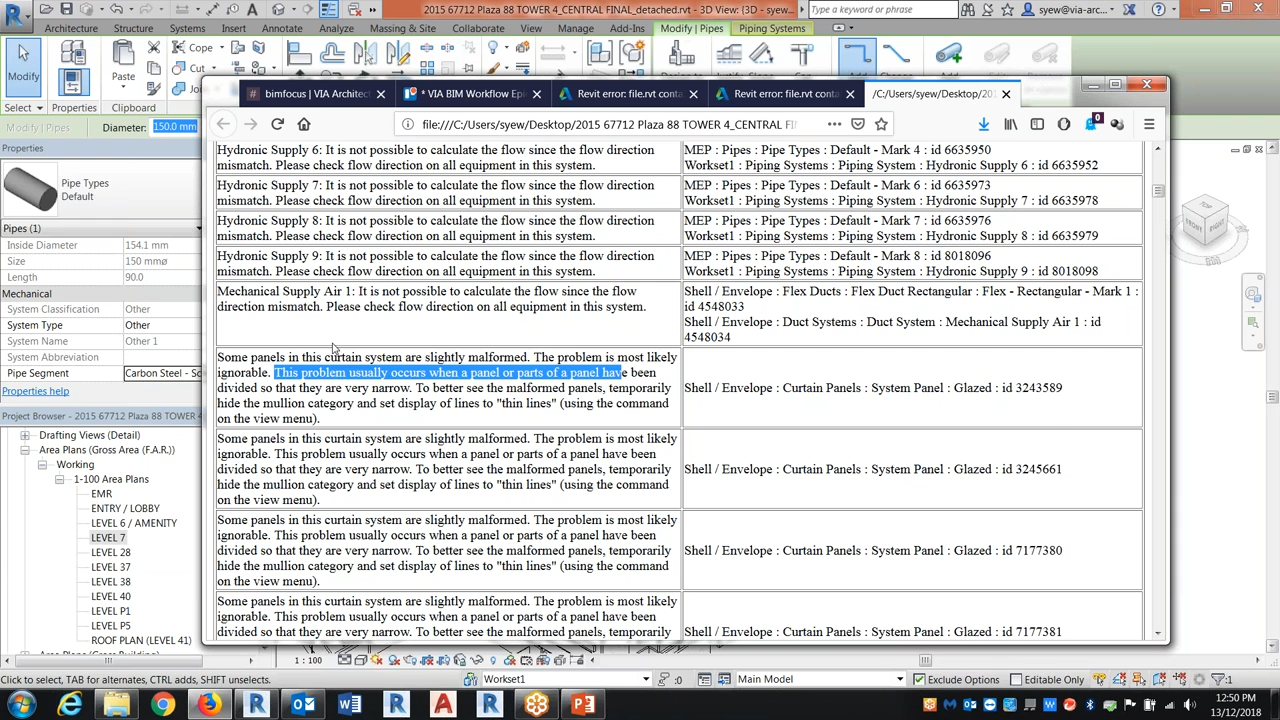 2015 67712 Plaza 88 TOWER 4_CENTRAL FINAL_detached.rvt - 3D View: {3D - syew...
Type a keyword or phrase
syew@via-arc...
Architecture Structure Systems Insert Annotate Analyze Massing & Site Collaborate View Manage Add-Ins Modify | Pipes Piping Systems
Modify
Paste
Cope
Cut
Select Properties Clipboard
Modify | Pipes Diameter: 150.0 m
Properties
Pipe Types
Default
Pipes (1)
Inside Diameter 154.1 mm
Size 150 mmø
Length 90.0
Mechanical
System Classification Other
System Type Other
System Name Other 1
System Abbreviation
Pipe Segment Carbon Steel - Sc
Properties help
Project Browser - 2015 67712 Plaza 88 TOWER 4
Drafting Views (Detail)
Area Plans (Gross Area (F.A.R.))
Working
1-100 Area Plans
EMR
ENTRY / LOBBY
LEVEL 6 / AMENITY
LEVEL 7
LEVEL 28
LEVEL 37
LEVEL 38
LEVEL 40
LEVEL P1
LEVEL P5
ROOF PLAN (LEVEL 41)
# bimfocus | VIA Architect
* VIA BIM Workflow Epi
Revit error: file.rvt conta
Revit error: file.rvt conta
/C:/Users/syew/Desktop/201
file:///C:/Users/syew/Desktop/2015 67712 Plaza 88 TOWER 4_CENTRAL FI
0
Hydronic Supply 6: It is not possible to calculate the flow since the flow direction
mismatch. Please check flow direction on all equipment in this system.
MEP : Pipes : Pipe Types : Default - Mark 4 : id 6635950
Workset1 : Piping Systems : Piping System : Hydronic Supply 6 : id 6635952
Hydronic Supply 7: It is not possible to calculate the flow since the flow direction
mismatch. Please check flow direction on all equipment in this system.
MEP : Pipes : Pipe Types : Default - Mark 6 : id 6635973
Workset1 : Piping Systems : Piping System : Hydronic Supply 7 : id 6635978
Hydronic Supply 8: It is not possible to calculate the flow since the flow direction
mismatch. Please check flow direction on all equipment in this system.
MEP : Pipes : Pipe Types : Default - Mark 7 : id 6635976
Workset1 : Piping Systems : Piping System : Hydronic Supply 8 : id 6635979
Hydronic Supply 9: It is not possible to calculate the flow since the flow direction
mismatch. Please check flow direction on all equipment in this system.
MEP : Pipes : Pipe Types : Default - Mark 8 : id 8018096
Workset1 : Piping Systems : Piping System : Hydronic Supply 9 : id 8018098
Mechanical Supply Air 1: It is not possible to calculate the flow since the flow
direction mismatch. Please check flow direction on all equipment in this system.
Shell / Envelope : Flex Ducts : Flex Duct Rectangular : Flex - Rectangular - Mark 1 :
id 4548033
Shell / Envelope : Duct Systems : Duct System : Mechanical Supply Air 1 : id
4548034
Some panels in this curtain system are slightly malformed. The problem is most likely
ignorable. This problem usually occurs when a panel or parts of a panel have been
divided so that they are very narrow. To better see the malformed panels, temporarily
hide the mullion category and set display of lines to "thin lines" (using the command
on the view menu).
Shell / Envelope : Curtain Panels : System Panel : Glazed : id 3243589
Some panels in this curtain system are slightly malformed. The problem is most likely
ignorable. This problem usually occurs when a panel or parts of a panel have been
divided so that they are very narrow. To better see the malformed panels, temporarily
hide the mullion category and set display of lines to "thin lines" (using the command
on the view menu).
Shell / Envelope : Curtain Panels : System Panel : Glazed : id 3245661
Some panels in this curtain system are slightly malformed. The problem is most likely
ignorable. This problem usually occurs when a panel or parts of a panel have been
divided so that they are very narrow. To better see the malformed panels, temporarily
hide the mullion category and set display of lines to "thin lines" (using the command
on the view menu).
Shell / Envelope : Curtain Panels : System Panel : Glazed : id 7177380
Some panels in this curtain system are slightly malformed. The problem is most likely
ignorable. This problem usually occurs when a panel or parts of a panel have been
divided so that they are very narrow. To better see the malformed panels, temporarily
Shell / Envelope : Curtain Panels : System Panel : Glazed : id 7177381
TOP
FRONT
RIGHT
1 : 100
Click to select, TAB for alternates, CTRL adds, SHIFT unselects.
Workset1
:0
Main Model
Exclude Options
Editable Only
:1
12:50 PM
13/12/2018